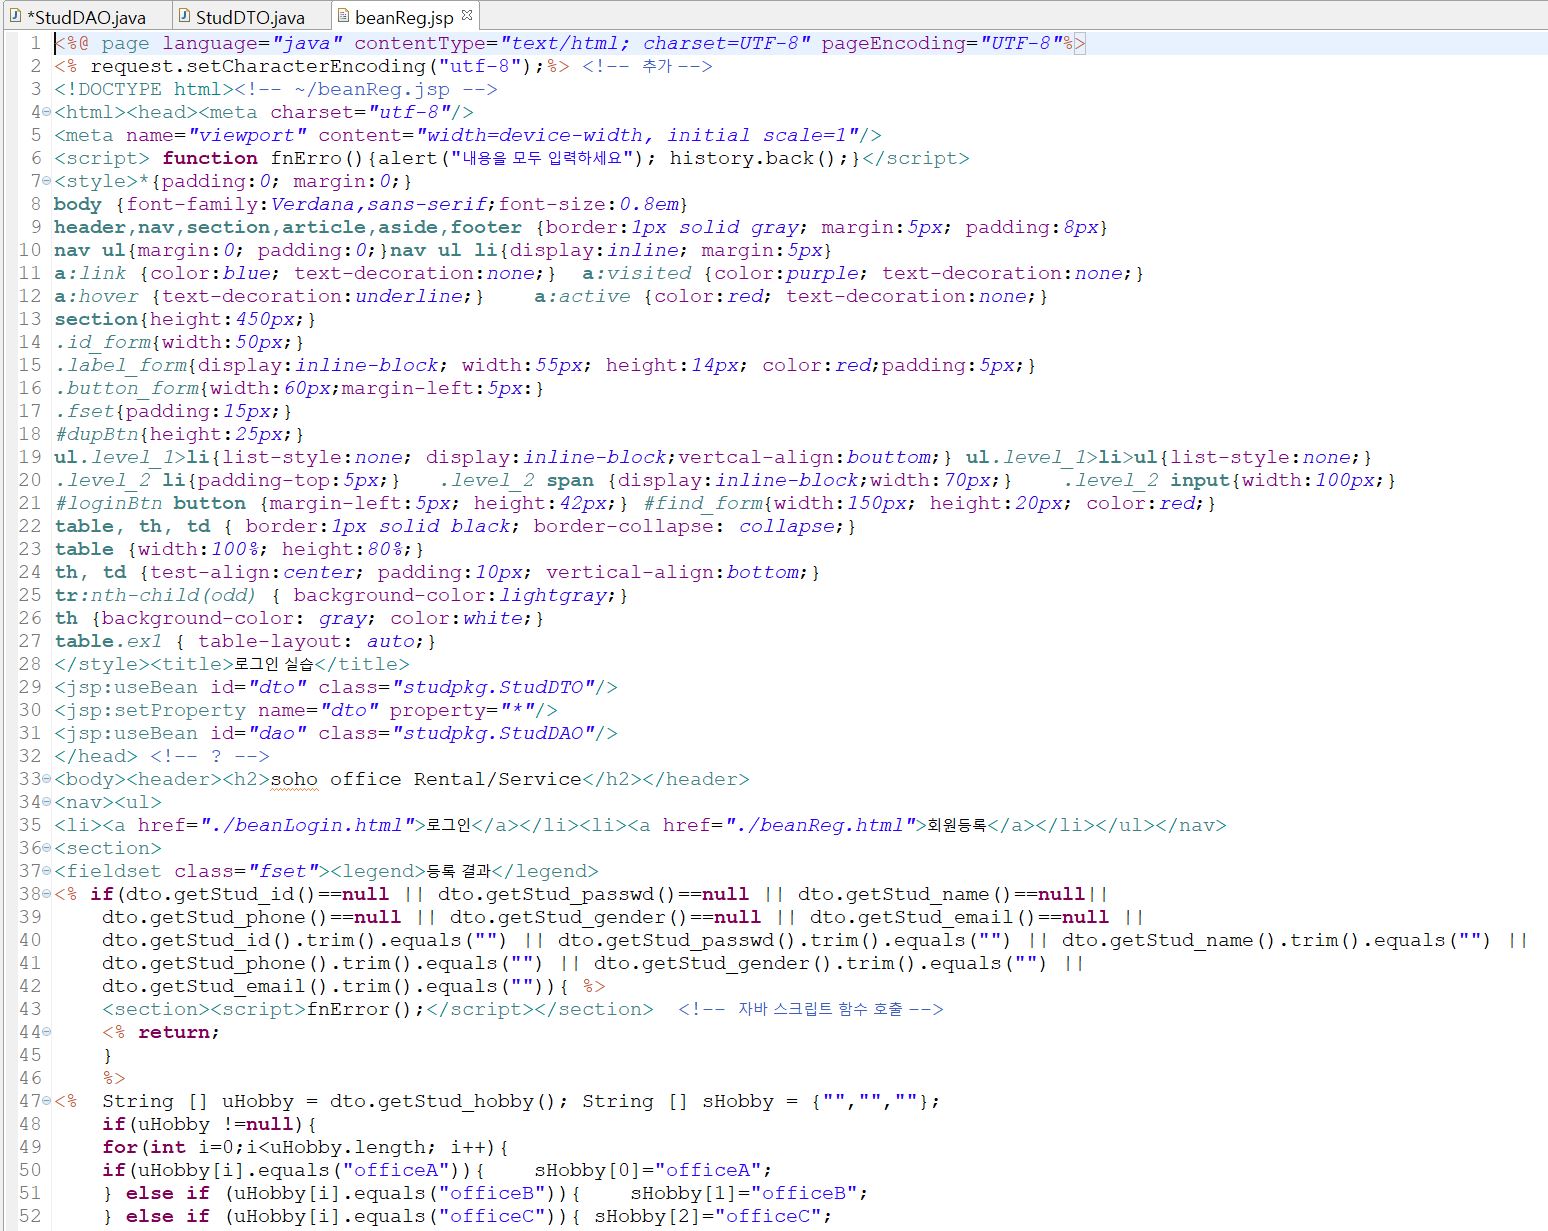 *StudDAO.java StudDTO.java beanReg.jsp
1 <%@ page language="java" contentType="text/html; charset=UTF-8" pageEncoding="UTF-8"%>
2 <% request.setCharacterEncoding("utf-8");%> <!-- 추가 -->
3 <!DOCTYPE html><!-- ~/beanReg.jsp -->
4 <html><head><meta charset="utf-8"/>
5 <meta name="viewport" content="width=device-width, initial scale=1"/>
6 <script> function fnErro(){alert("내용을 모두 입력하세요"); history.back();}</script>
7 <style>*{padding:0; margin:0;}
8 body {font-family:Verdana,sans-serif;font-size:0.8em}
9 header,nav,section,article,aside,footer {border:1px solid gray; margin:5px; padding:8px}
10 nav ul{margin:0; padding:0;}nav ul li{display:inline; margin:5px}
11 a:link {color:blue; text-decoration:none;}  a:visited {color:purple; text-decoration:none;}
12 a:hover {text-decoration:underline;}    a:active {color:red; text-decoration:none;}
13 section{height:450px;}
14 .id_form{width:50px;}
15 .label_form{display:inline-block; width:55px; height:14px; color:red;padding:5px;}
16 .button_form{width:60px;margin-left:5px:}
17 .fset{padding:15px;}
18 #dupBtn{height:25px;}
19 ul.level_1>li{list-style:none; display:inline-block;vertcal-align:bouttom;} ul.level_1>li>ul{list-style:none;}
20 .level_2 li{padding-top:5px;}   .level_2 span {display:inline-block;width:70px;}    .level_2 input{width:100px;}
21 #loginBtn button {margin-left:5px; height:42px;} #find_form{width:150px; height:20px; color:red;}
22 table, th, td { border:1px solid black; border-collapse: collapse;}
23 table {width:100%; height:80%;}
24 th, td {test-align:center; padding:10px; vertical-align:bottom;}
25 tr:nth-child(odd) { background-color:lightgray;}
26 th {background-color: gray; color:white;}
27 table.ex1 { table-layout: auto;}
28 </style><title>로그인 실습</title>
29 <jsp:useBean id="dto" class="studpkg.StudDTO"/>
30 <jsp:setProperty name="dto" property="*"/>
31 <jsp:useBean id="dao" class="studpkg.StudDAO"/>
32 </head> <!-- ? -->
33 <body><header><h2>soho office Rental/Service</h2></header>
34 <nav><ul>
35 <li><a href="./beanLogin.html">로그인</a></li><li><a href="./beanReg.html">회원등록</a></li></ul></nav>
36 <section>
37 <fieldset class="fset"><legend>등록 결과</legend>
38 <% if(dto.getStud_id()==null || dto.getStud_passwd()==null || dto.getStud_name()==null||
39     dto.getStud_phone()==null || dto.getStud_gender()==null || dto.getStud_email()==null ||
40     dto.getStud_id().trim().equals("") || dto.getStud_passwd().trim().equals("") || dto.getStud_name().trim().equals("") ||
41     dto.getStud_phone().trim().equals("") || dto.getStud_gender().trim().equals("") ||
42     dto.getStud_email().trim().equals("")){ %>
43     <section><script>fnError();</script></section>  <!-- 자바 스크립트 함수 호출 -->
44     <% return;
45     }
46     %>
47 <%  String [] uHobby = dto.getStud_hobby(); String [] sHobby = {"","",""};
48     if(uHobby !=null){
49     for(int i=0;i<uHobby.length; i++){
50     if(uHobby[i].equals("officeA")){    sHobby[0]="officeA";
51     } else if (uHobby[i].equals("officeB")){    sHobby[1]="officeB";
52     } else if (uHobby[i].equals("officeC")){ sHobby[2]="officeC";